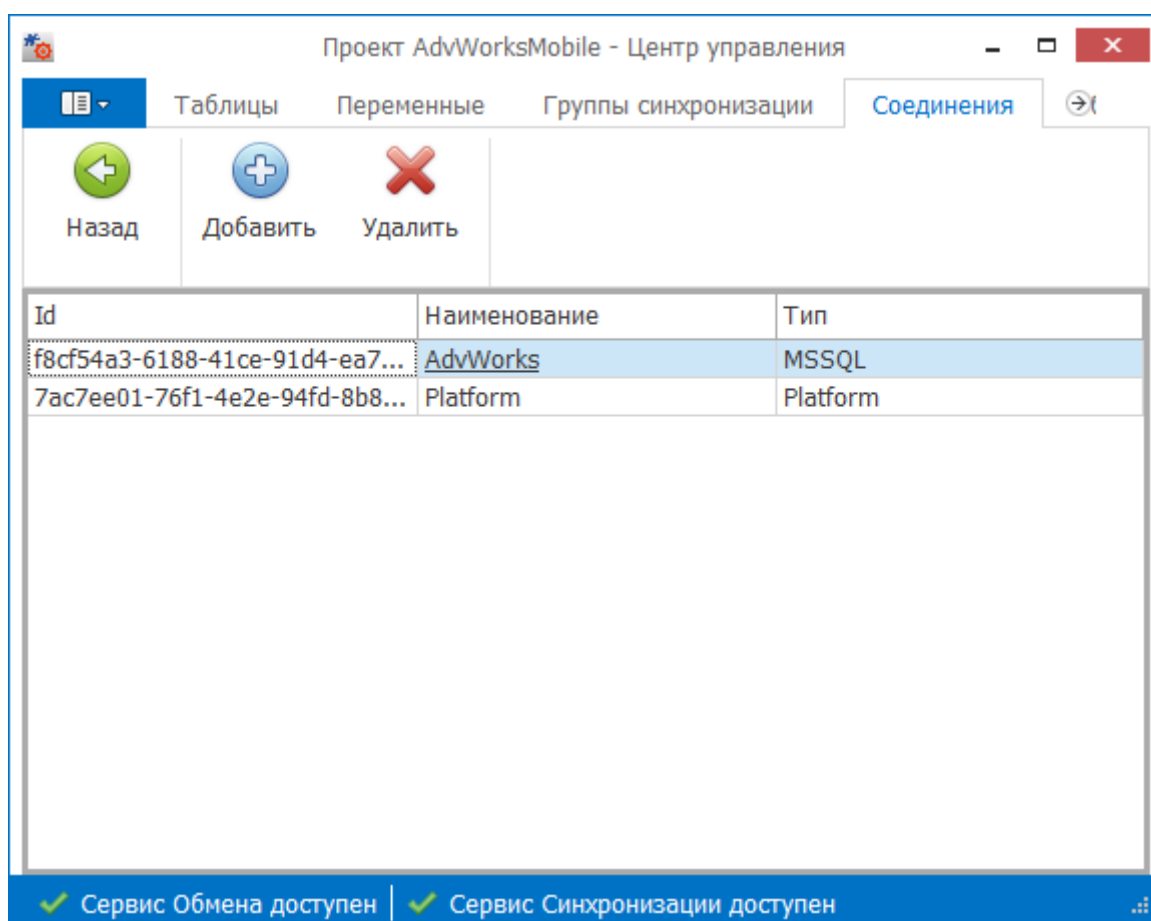 Проект AdvWorksMobile - Центр управления
Таблицы Переменные Группы синхронизации Соединения
Назад Добавить Удалить
Id Наименование Тип
f8cf54a3-6188-41ce-91d4-ea7... AdvWorks MSSQL
7ac7ee01-76f1-4e2e-94fd-8b8... Platform Platform
Сервис Обмена доступен Сервис Синхронизации доступен